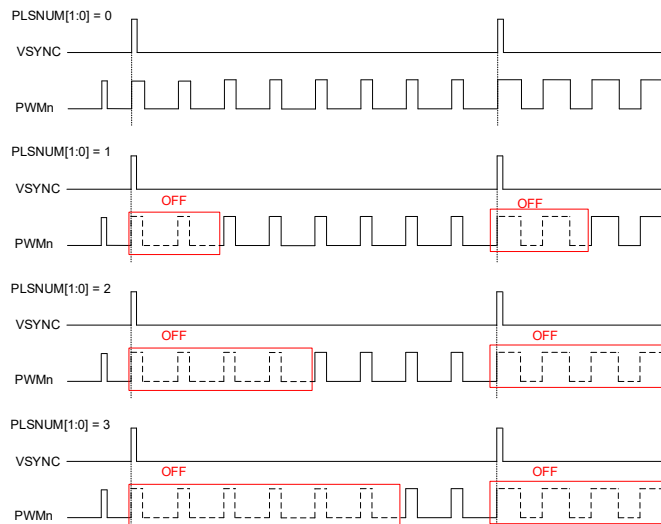 PLSNUM[1:0] = 0
VSYNC
PWMn
PLSNUM[1:0] = 1
VSYNC
OFF OFF
PWMn
PLSNUM[1:0] = 2
VSYNC
OFF OFF
PWMn
PLSNUM[1:0] = 3
VSYNC
OFF OFF
PWMn